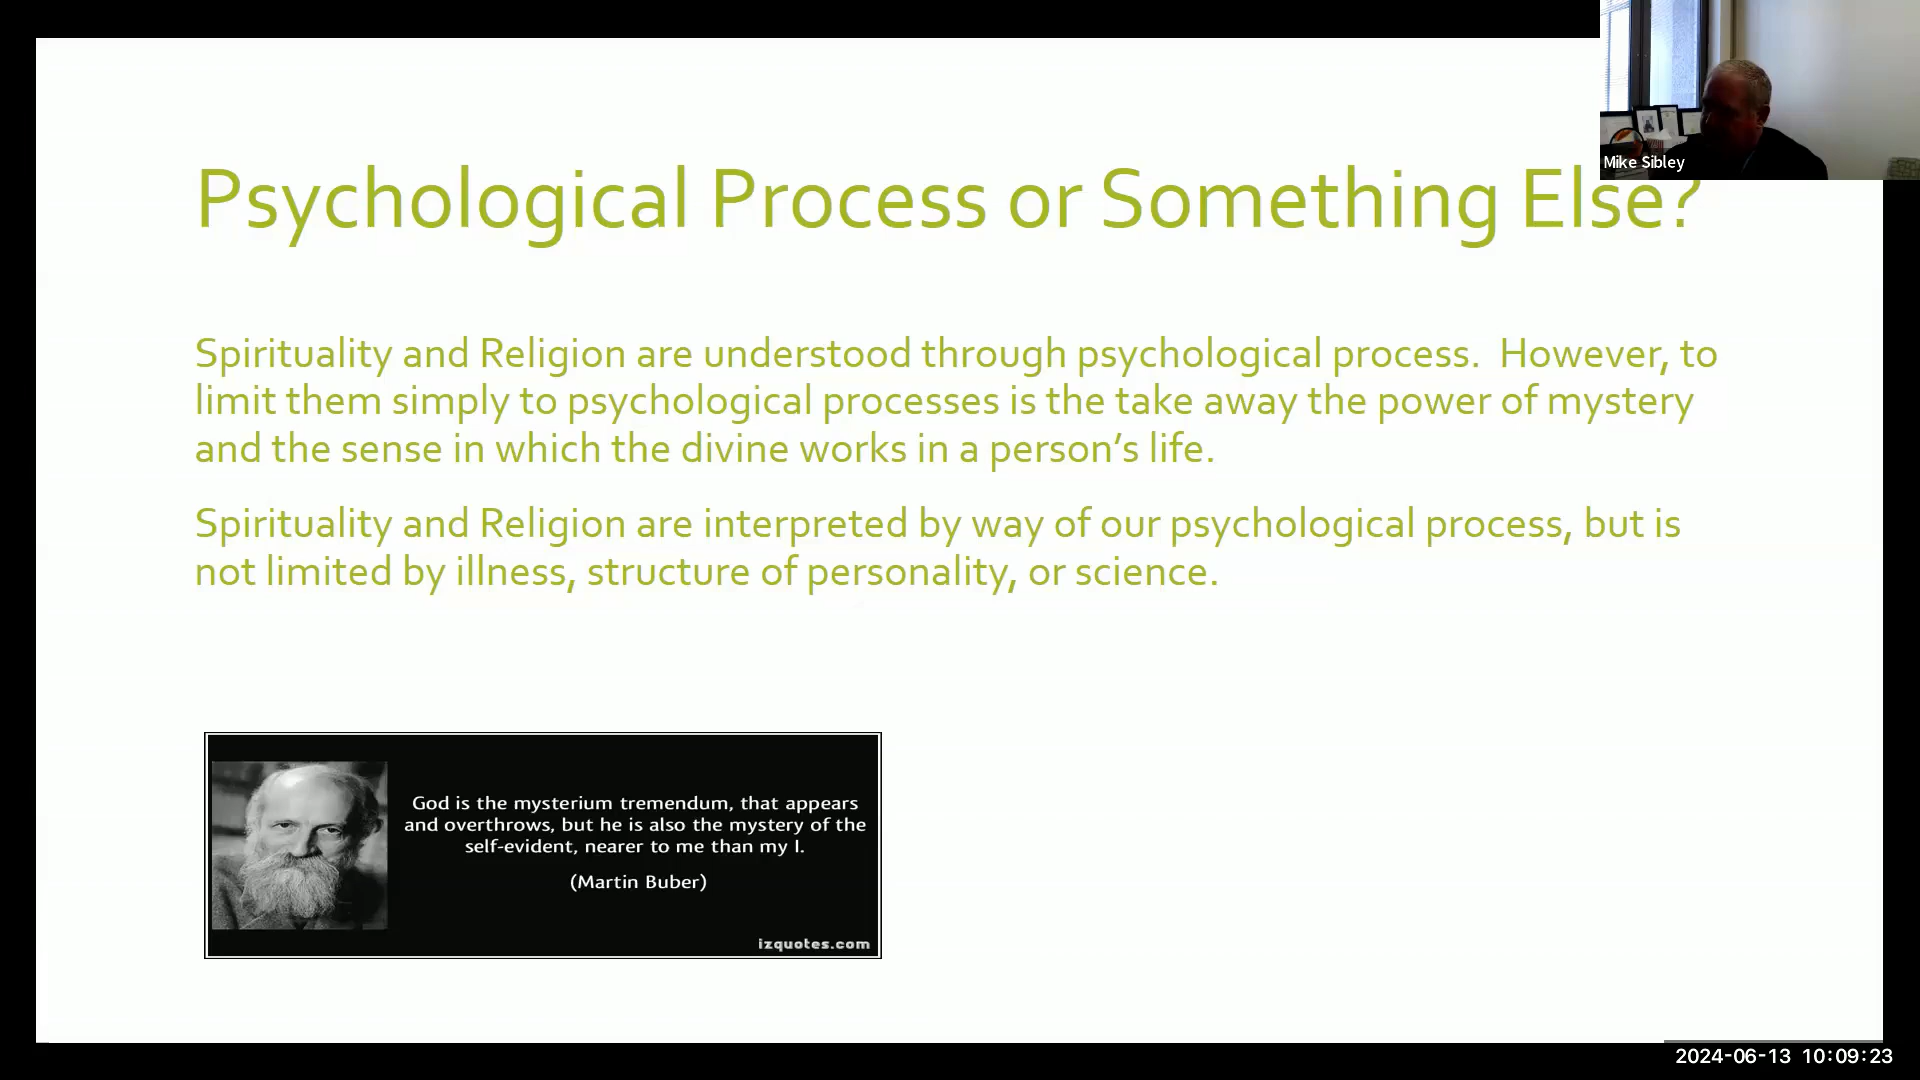 Mike Sibley
Psychological Process or Something Else?
Spirituality and Religion are understood through psychological process.  However, to
limit them simply to psychological processes is the take away the power of mystery
and the sense in which the divine works in a person’s life.
Spirituality and Religion are interpreted by way of our psychological process, but is
not limited by illness, structure of personality, or science.
God is the mysterium tremendum, that appears
and overthrows, but he is also the mystery of the
self-evident, nearer to me than my I.
(Martin Buber)
izquotes.com
2024-06-13 10:09:23